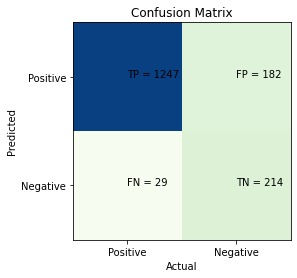 Confusion Matrix
Positive
TP = 1247
FP = 182
Predicted
Negative
FN = 29
TN = 214
Positive
Negative
Actual